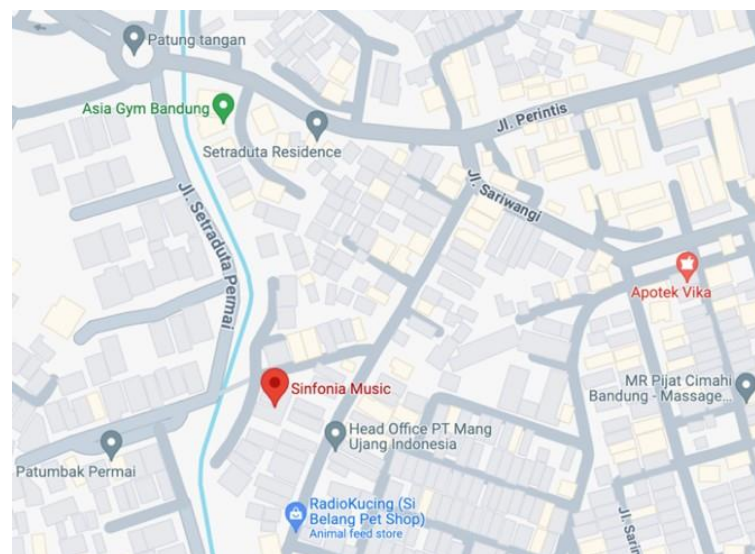 Patung tangan
Asia Gym Bandung
Setraduta Residence
Jl. Perintis
Jl. Sariwangi
Jl. Setraduta Permai
Apotek Vika
Sinfonia Music
MR Pijat Cimahi
Bandung - Massage...
Head Office PT Mang
Ujang Indonesia
Patumbak Permai
RadioKucing (Si
Belang Pet Shop)
Animal feed store
Jl. Sarin